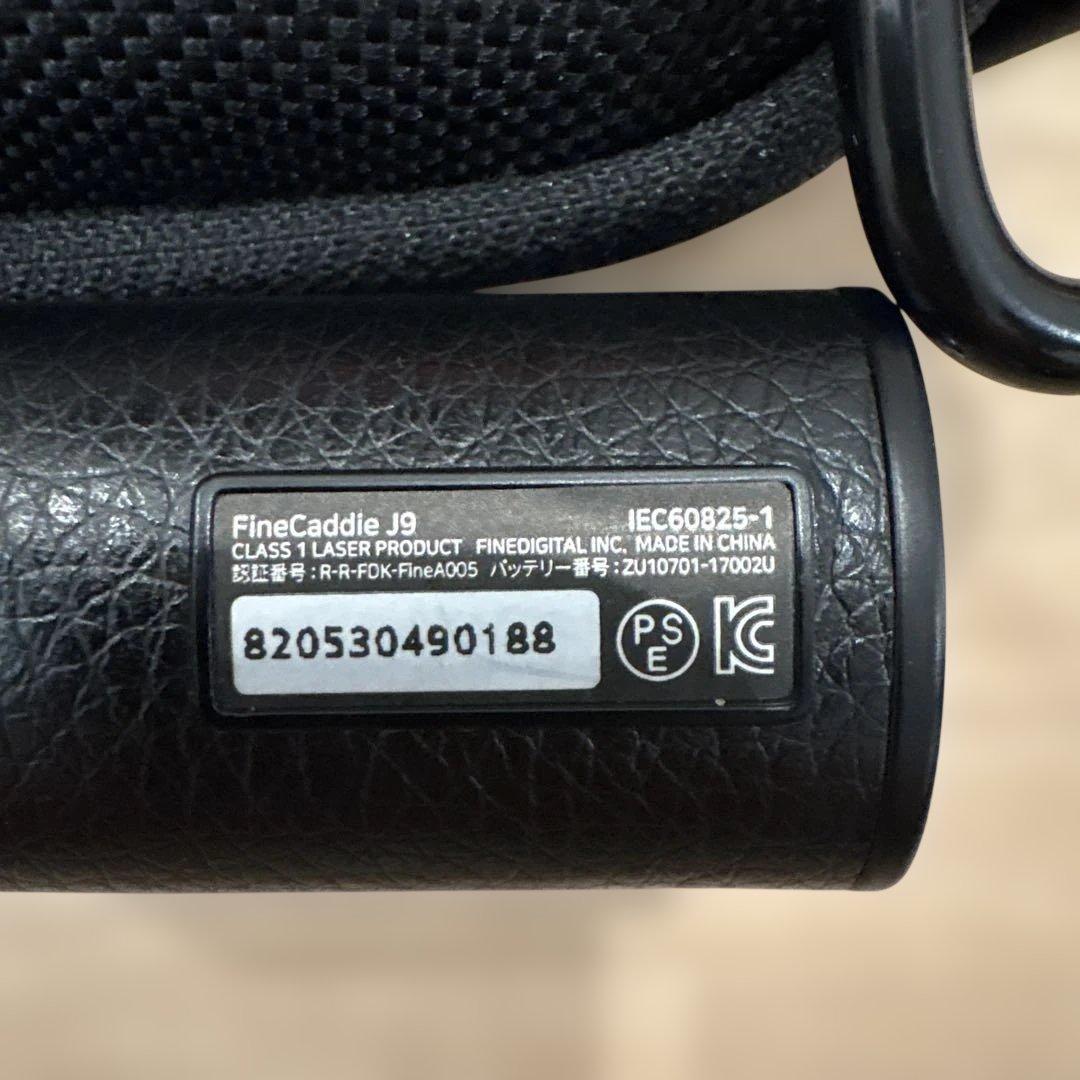 FineCaddie J9 IEC60825-1
CLASS 1 LASER PRODUCT FINEDIGITAL INC. MADE IN CHINA
認証番号:R-R-FDK-FineA005 バッテリー番号:ZU10701-17002U
820530490188
PSE KC